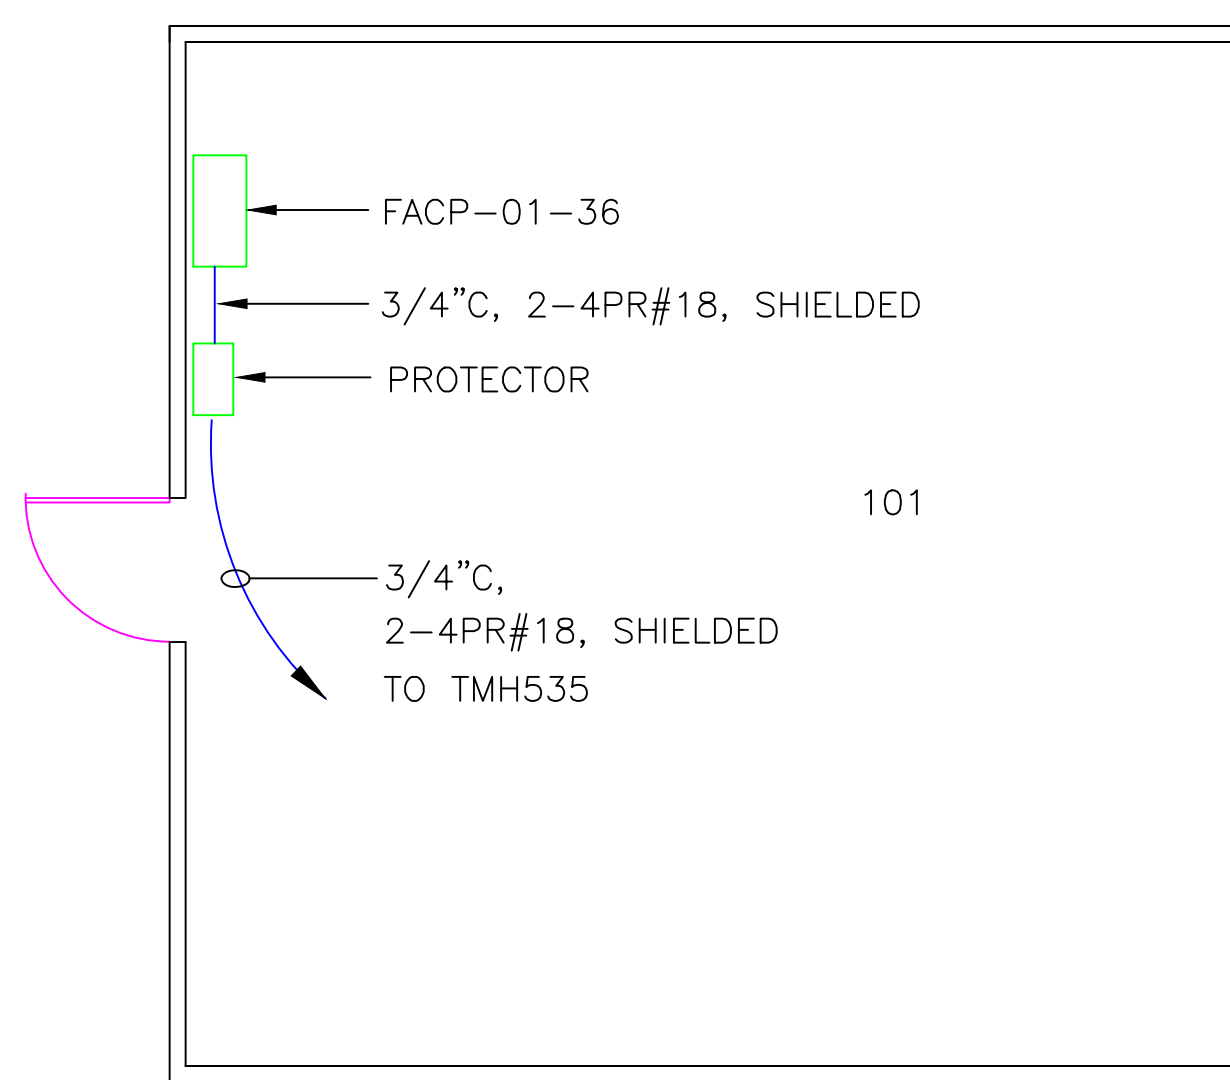 FACP-01-36
3/4"C, 2-4PR#18, SHIELDED
PROTECTOR
101
3/4"C,
2-4PR#18, SHIELDED
TO TMH535